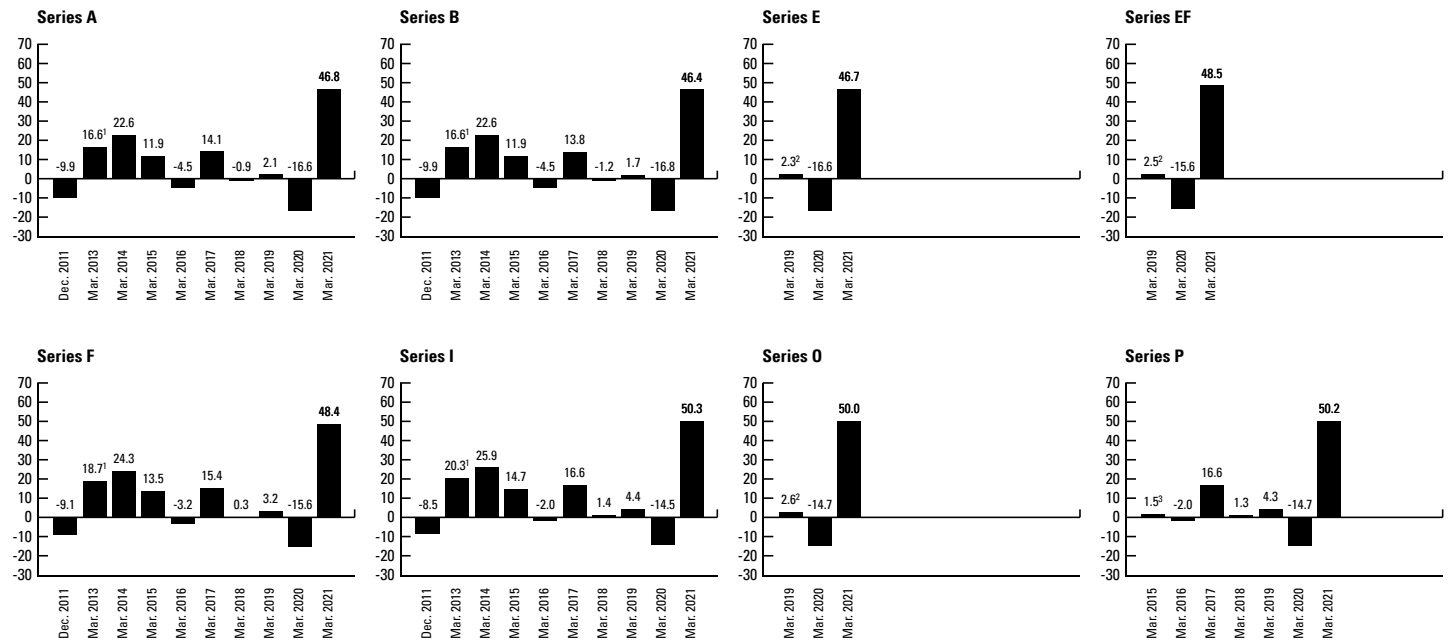 Series A
70
60
50
40
30
20
10
0
-10
-20
-30
-9.9
16.6¹
22.6
11.9
-4.5
14.1
-0.9
2.1
-16.6
46.8
Dec. 2011
Mar. 2013
Mar. 2014
Mar. 2015
Mar. 2016
Mar. 2017
Mar. 2018
Mar. 2019
Mar. 2020
Mar. 2021
Series B
70
60
50
40
30
20
10
0
-10
-20
-30
-9.9
16.6¹
22.6
11.9
-4.5
13.8
-1.2
1.7
-16.8
46.4
Dec. 2011
Mar. 2013
Mar. 2014
Mar. 2015
Mar. 2016
Mar. 2017
Mar. 2018
Mar. 2019
Mar. 2020
Mar. 2021
Series E
70
60
50
40
30
20
10
0
-10
-20
-30
2.3²
-16.6
46.7
Mar. 2019
Mar. 2020
Mar. 2021
Series EF
70
60
50
40
30
20
10
0
-10
-20
-30
2.5²
-15.6
48.5
Mar. 2019
Mar. 2020
Mar. 2021
Series F
70
60
50
40
30
20
10
0
-10
-20
-30
-9.1
18.7¹
24.3
13.5
-3.2
15.4
0.3
3.2
-15.6
48.4
Dec. 2011
Mar. 2013
Mar. 2014
Mar. 2015
Mar. 2016
Mar. 2017
Mar. 2018
Mar. 2019
Mar. 2020
Mar. 2021
Series I
70
60
50
40
30
20
10
0
-10
-20
-30
-8.5
20.3¹
25.9
14.7
-2.0
16.6
1.4
4.4
-14.5
50.3
Dec. 2011
Mar. 2013
Mar. 2014
Mar. 2015
Mar. 2016
Mar. 2017
Mar. 2018
Mar. 2019
Mar. 2020
Mar. 2021
Series O
70
60
50
40
30
20
10
0
-10
-20
-30
2.6²
-14.7
50.0
Mar. 2019
Mar. 2020
Mar. 2021
Series P
70
60
50
40
30
20
10
0
-10
-20
-30
1.5³
-2.0
16.6
1.3
4.3
-14.7
50.2
Mar. 2015
Mar. 2016
Mar. 2017
Mar. 2018
Mar. 2019
Mar. 2020
Mar. 2021